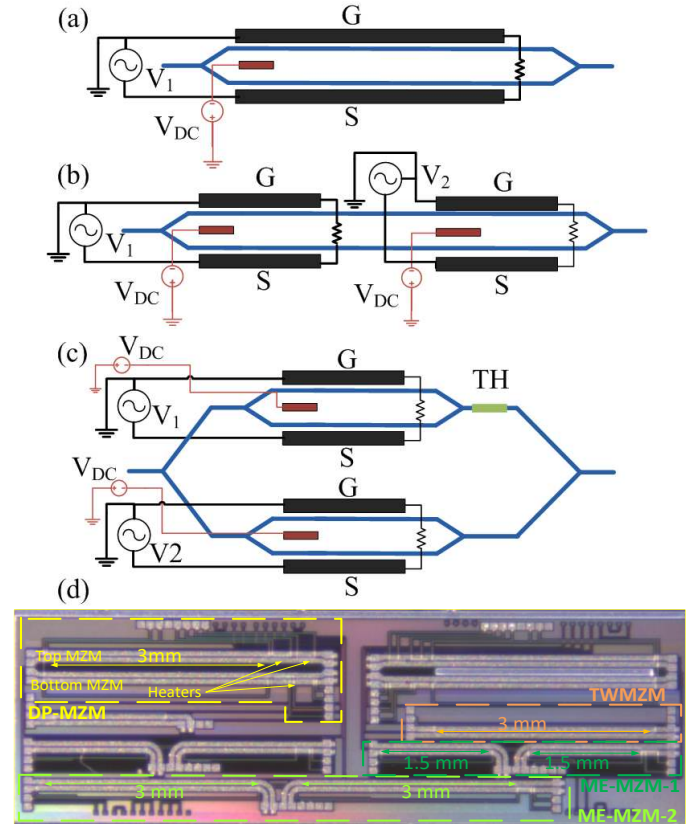 (a)
G
V1
S
VDC
(b)
G
V2
G
V1
S
S
VDC
VDC
(c)
VDC
G
TH
V1
S
VDC
G
V2
S
(d)
Top MZM
3mm
Bottom MZM
Heaters
DP-MZM
TWMZM
3 mm
1.5 mm
1.5 mm
ME-MZM-1
3 mm
3 mm
ME-MZM-2